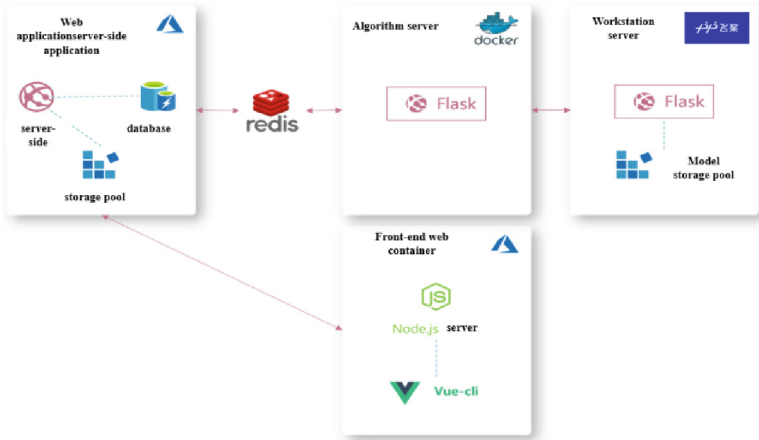 Web
applicationserver-side
application
server-
side
database
storage pool
redis
Algorithm server
docker
Flask
Workstation
server
飞桨
Flask
Model
storage pool
Front-end web
container
JS
Node.js server
Vue-cli